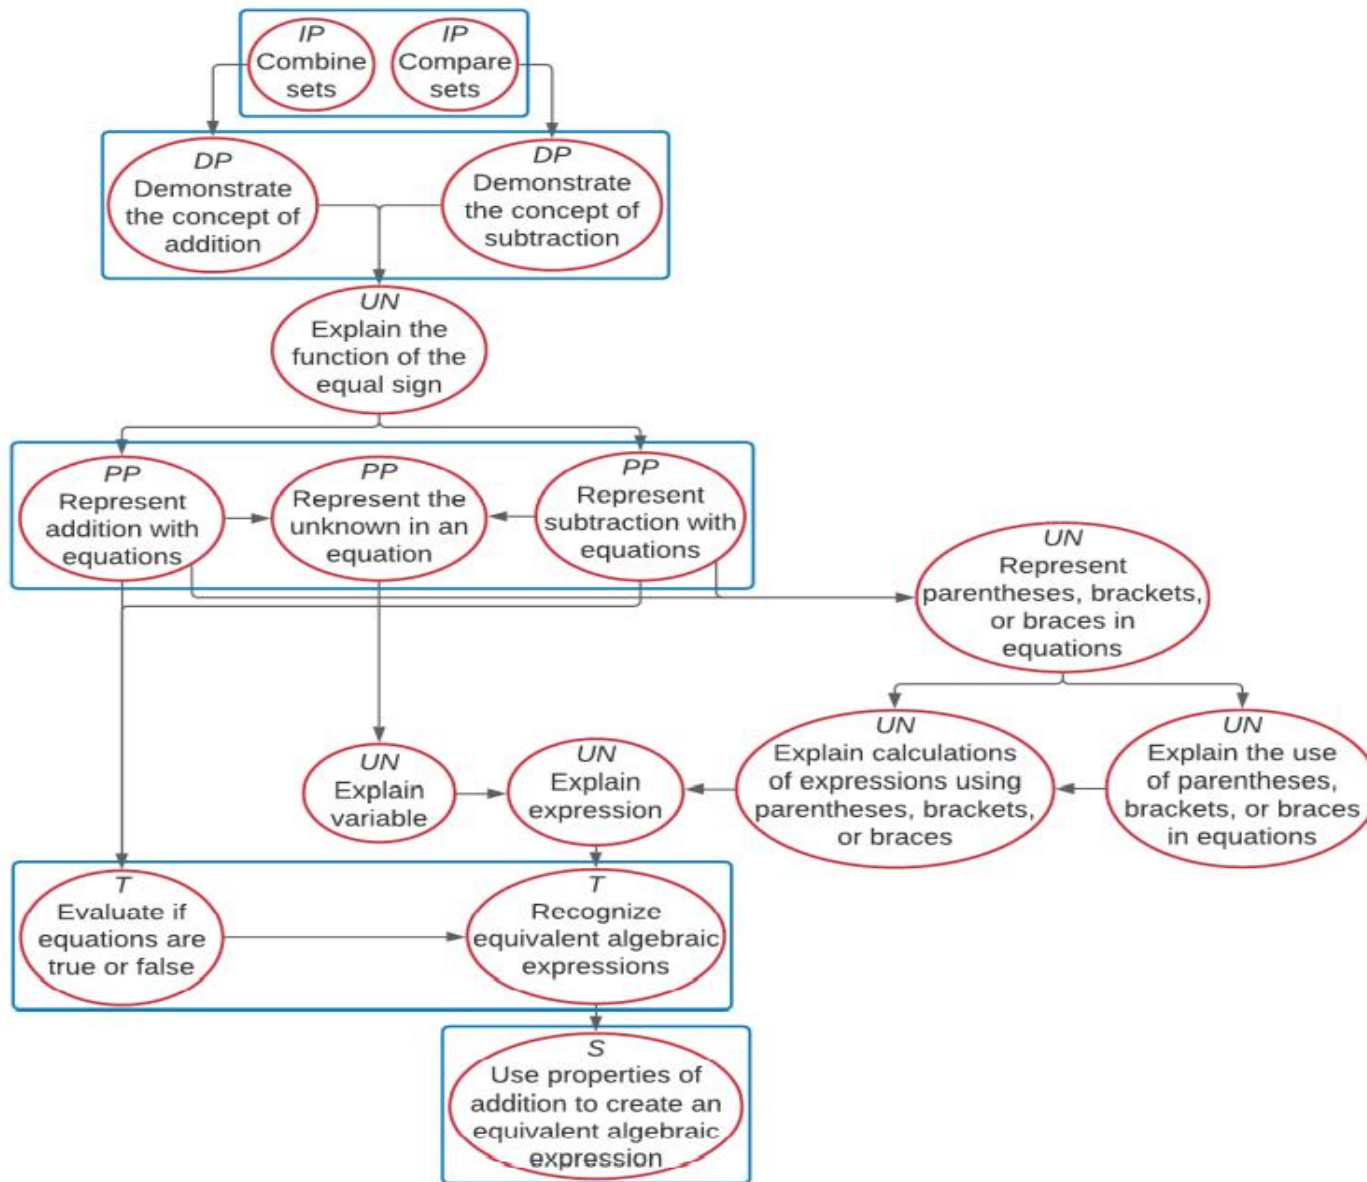 IP
Combine
sets
IP
Compare
sets
DP
Demonstrate
the concept of
addition
DP
Demonstrate
the concept of
subtraction
UN
Explain the
function of the
equal sign
PP
Represent
addition with
equations
PP
Represent the
unknown in an
equation
PP
Represent
subtraction with
equations
UN
Represent
parentheses, brackets,
or braces in
equations
UN
Explain
variable
UN
Explain
expression
UN
Explain calculations
of expressions using
parentheses, brackets,
or braces
UN
Explain the use
of parentheses,
brackets, or braces
in equations
T
Evaluate if
equations are
true or false
T
Recognize
equivalent algebraic
expressions
S
Use properties of
addition to create an
equivalent algebraic
expression